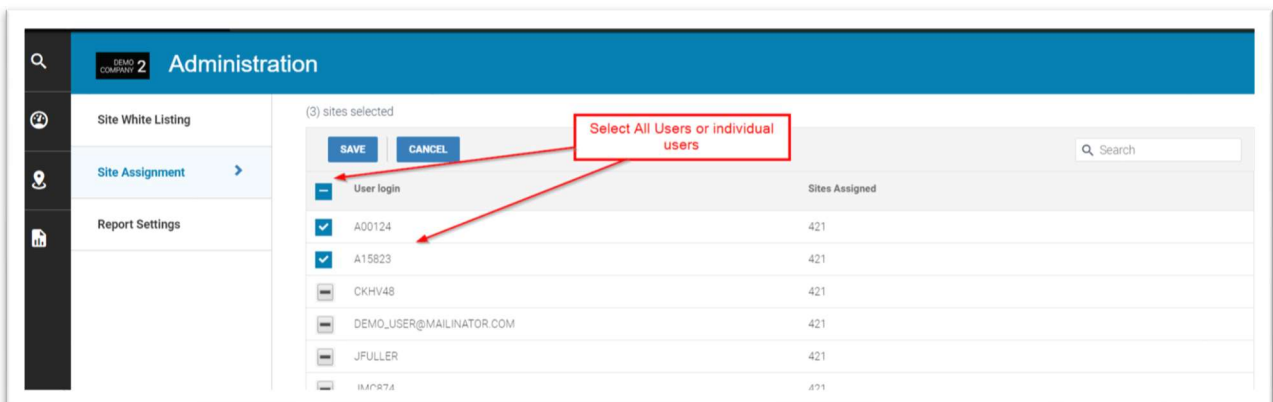 DEMO
COMPANY 2
Administration
Site White Listing
Site Assignment
Report Settings
(3) sites selected
Select All Users or individual
users
SAVE CANCEL
Search
User login Sites Assigned
A00124 421
A15823 421
CKHV48 421
DEMO_USER@MAILINATOR.COM 421
JFULLER 421
JMC874 421